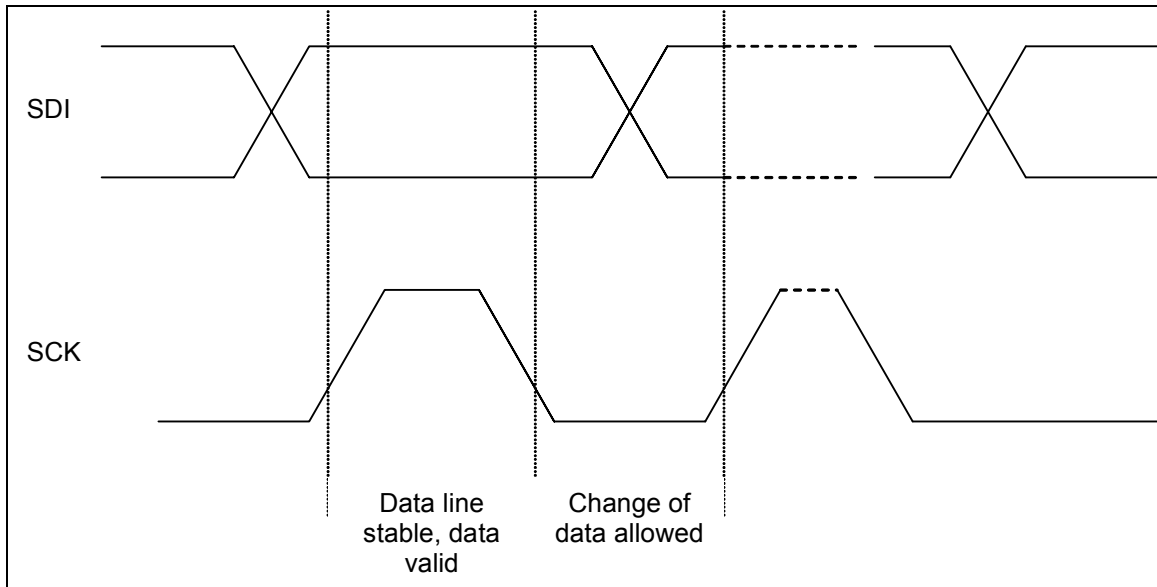 SDI
SCK
Data line
stable, data
valid
Change of
data allowed